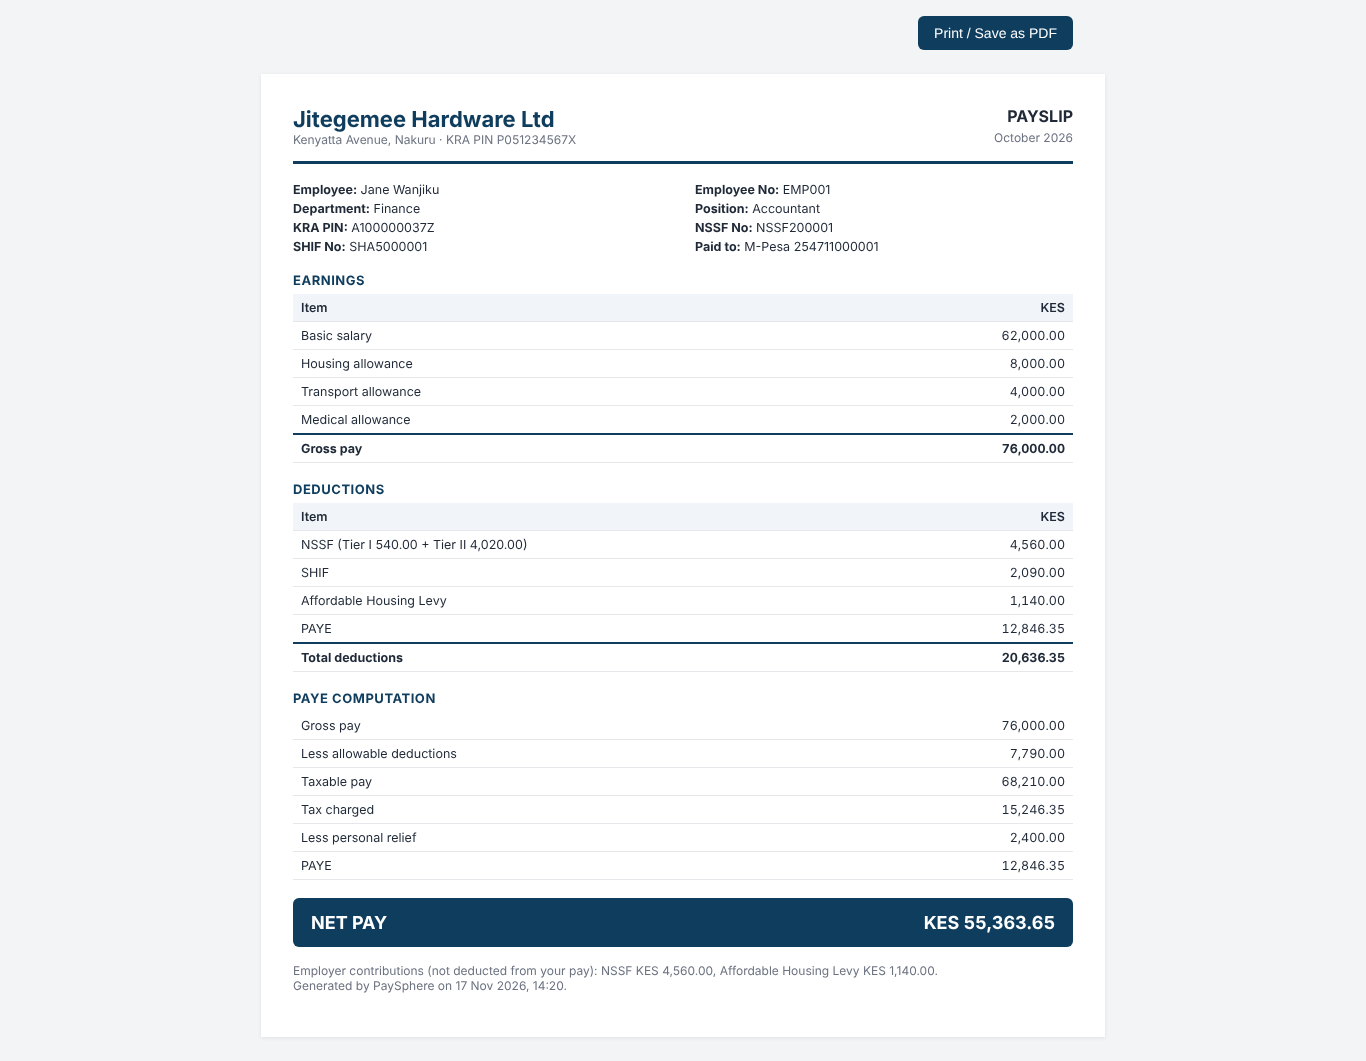 Print / Save as PDF
Jitegemee Hardware Ltd
Kenyatta Avenue, Nakuru · KRA PIN P051234567X
PAYSLIP
October 2026
Employee: Jane Wanjiku
Employee No: EMP001
Department: Finance
Position: Accountant
KRA PIN: A100000037Z
NSSF No: NSSF200001
SHIF No: SHA5000001
Paid to: M-Pesa 254711000001
EARNINGS
Item KES
Basic salary 62,000.00
Housing allowance 8,000.00
Transport allowance 4,000.00
Medical allowance 2,000.00
Gross pay 76,000.00
DEDUCTIONS
Item KES
NSSF (Tier I 540.00 + Tier II 4,020.00) 4,560.00
SHIF 2,090.00
Affordable Housing Levy 1,140.00
PAYE 12,846.35
Total deductions 20,636.35
PAYE COMPUTATION
Gross pay 76,000.00
Less allowable deductions 7,790.00
Taxable pay 68,210.00
Tax charged 15,246.35
Less personal relief 2,400.00
PAYE 12,846.35
NET PAY KES 55,363.65
Employer contributions (not deducted from your pay): NSSF KES 4,560.00, Affordable Housing Levy KES 1,140.00.
Generated by PaySphere on 17 Nov 2026, 14:20.